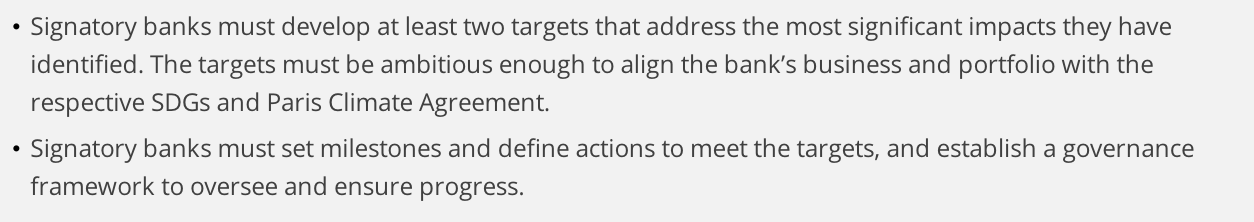 • Signatory banks must develop at least two targets that address the most significant impacts they have
identified. The targets must be ambitious enough to align the bank’s business and portfolio with the
respective SDGs and Paris Climate Agreement.
• Signatory banks must set milestones and define actions to meet the targets, and establish a governance
framework to oversee and ensure progress.